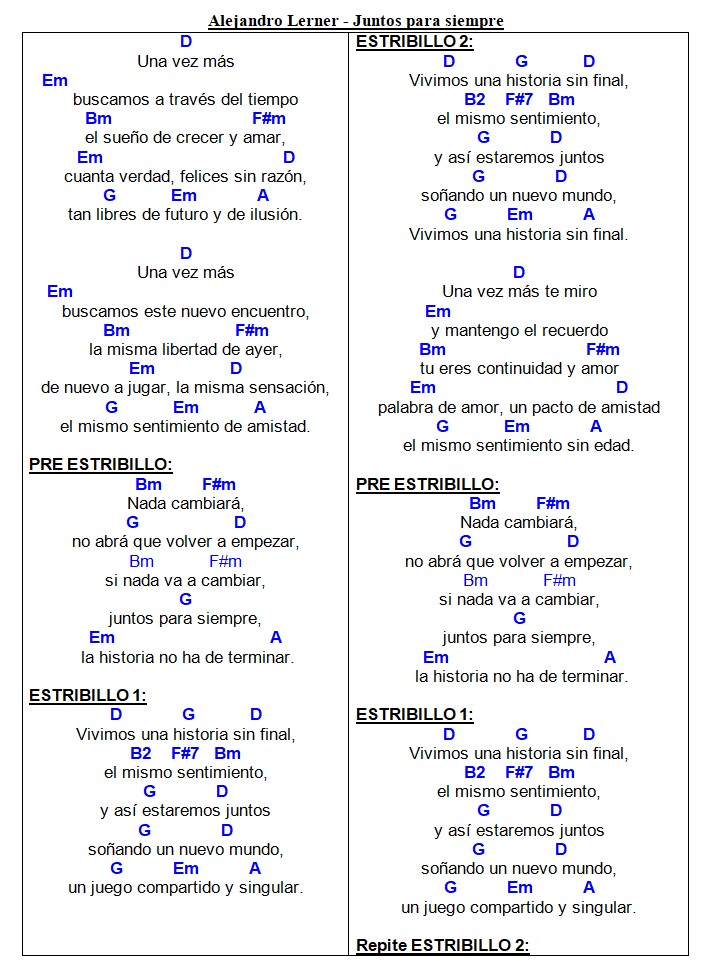 Alejandro Lerner - Juntos para siempre
D
Una vez más
Em
buscamos a través del tiempo
Bm F#m
el sueño de crecer y amar,
Em D
cuanta verdad, felices sin razón,
G Em A
tan libres de futuro y de ilusión.
D
Una vez más
Em
buscamos este nuevo encuentro,
Bm F#m
la misma libertad de ayer,
Em D
de nuevo a jugar, la misma sensación,
G Em A
el mismo sentimiento de amistad.
PRE ESTRIBILLO:
Bm F#m
Nada cambiará,
G D
no abrá que volver a empezar,
Bm F#m
si nada va a cambiar,
G
juntos para siempre,
Em A
la historia no ha de terminar.
ESTRIBILLO 1:
D G D
Vivimos una historia sin final,
B2 F#7 Bm
el mismo sentimiento,
G D
y así estaremos juntos
G D
soñando un nuevo mundo,
G Em A
un juego compartido y singular.
ESTRIBILLO 2:
D G D
Vivimos una historia sin final,
B2 F#7 Bm
el mismo sentimiento,
G D
y así estaremos juntos
G D
soñando un nuevo mundo,
G Em A
Vivimos una historia sin final.
D
Una vez más te miro
Em
y mantengo el recuerdo
Bm F#m
tu eres continuidad y amor
Em D
palabra de amor, un pacto de amistad
G Em A
el mismo sentimiento sin edad.
PRE ESTRIBILLO:
Bm F#m
Nada cambiará,
G D
no abrá que volver a empezar,
Bm F#m
si nada va a cambiar,
G
juntos para siempre,
Em A
la historia no ha de terminar.
ESTRIBILLO 1:
D G D
Vivimos una historia sin final,
B2 F#7 Bm
el mismo sentimiento,
G D
y así estaremos juntos
G D
soñando un nuevo mundo,
G Em A
un juego compartido y singular.
Repite ESTRIBILLO 2: